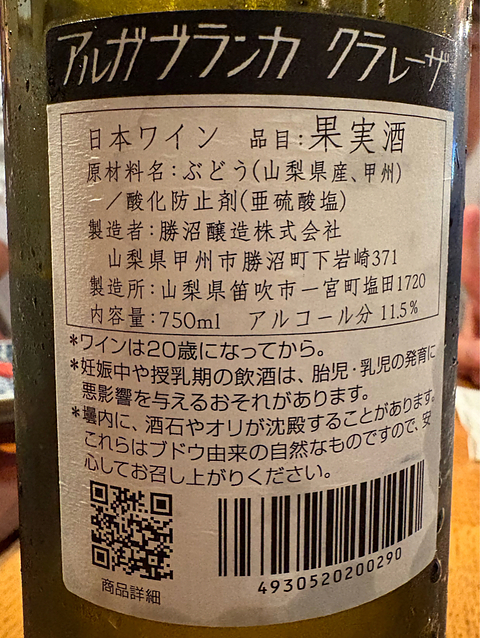 アルガブランカ クラレーザ
日本ワイン 品目:果実酒
原材料名:ぶどう(山梨県産、甲州)
/酸化防止剤(亜硫酸塩)
製造者:勝沼醸造株式会社
山梨県甲州市勝沼町下岩崎371
製造所:山梨県笛吹市一宮町塩田1720
内容量:750ml アルコール分 11.5%
*ワインは20歳になってから。
*妊娠中や授乳期の飲酒は、胎児・乳児の発育に
悪影響を与えるおそれがあります。
*壜内に、酒石やオリが沈殿することがあります。
これらはブドウ由来の自然なものですので、安
心してお召し上がりください。
商品詳細
4930520200290